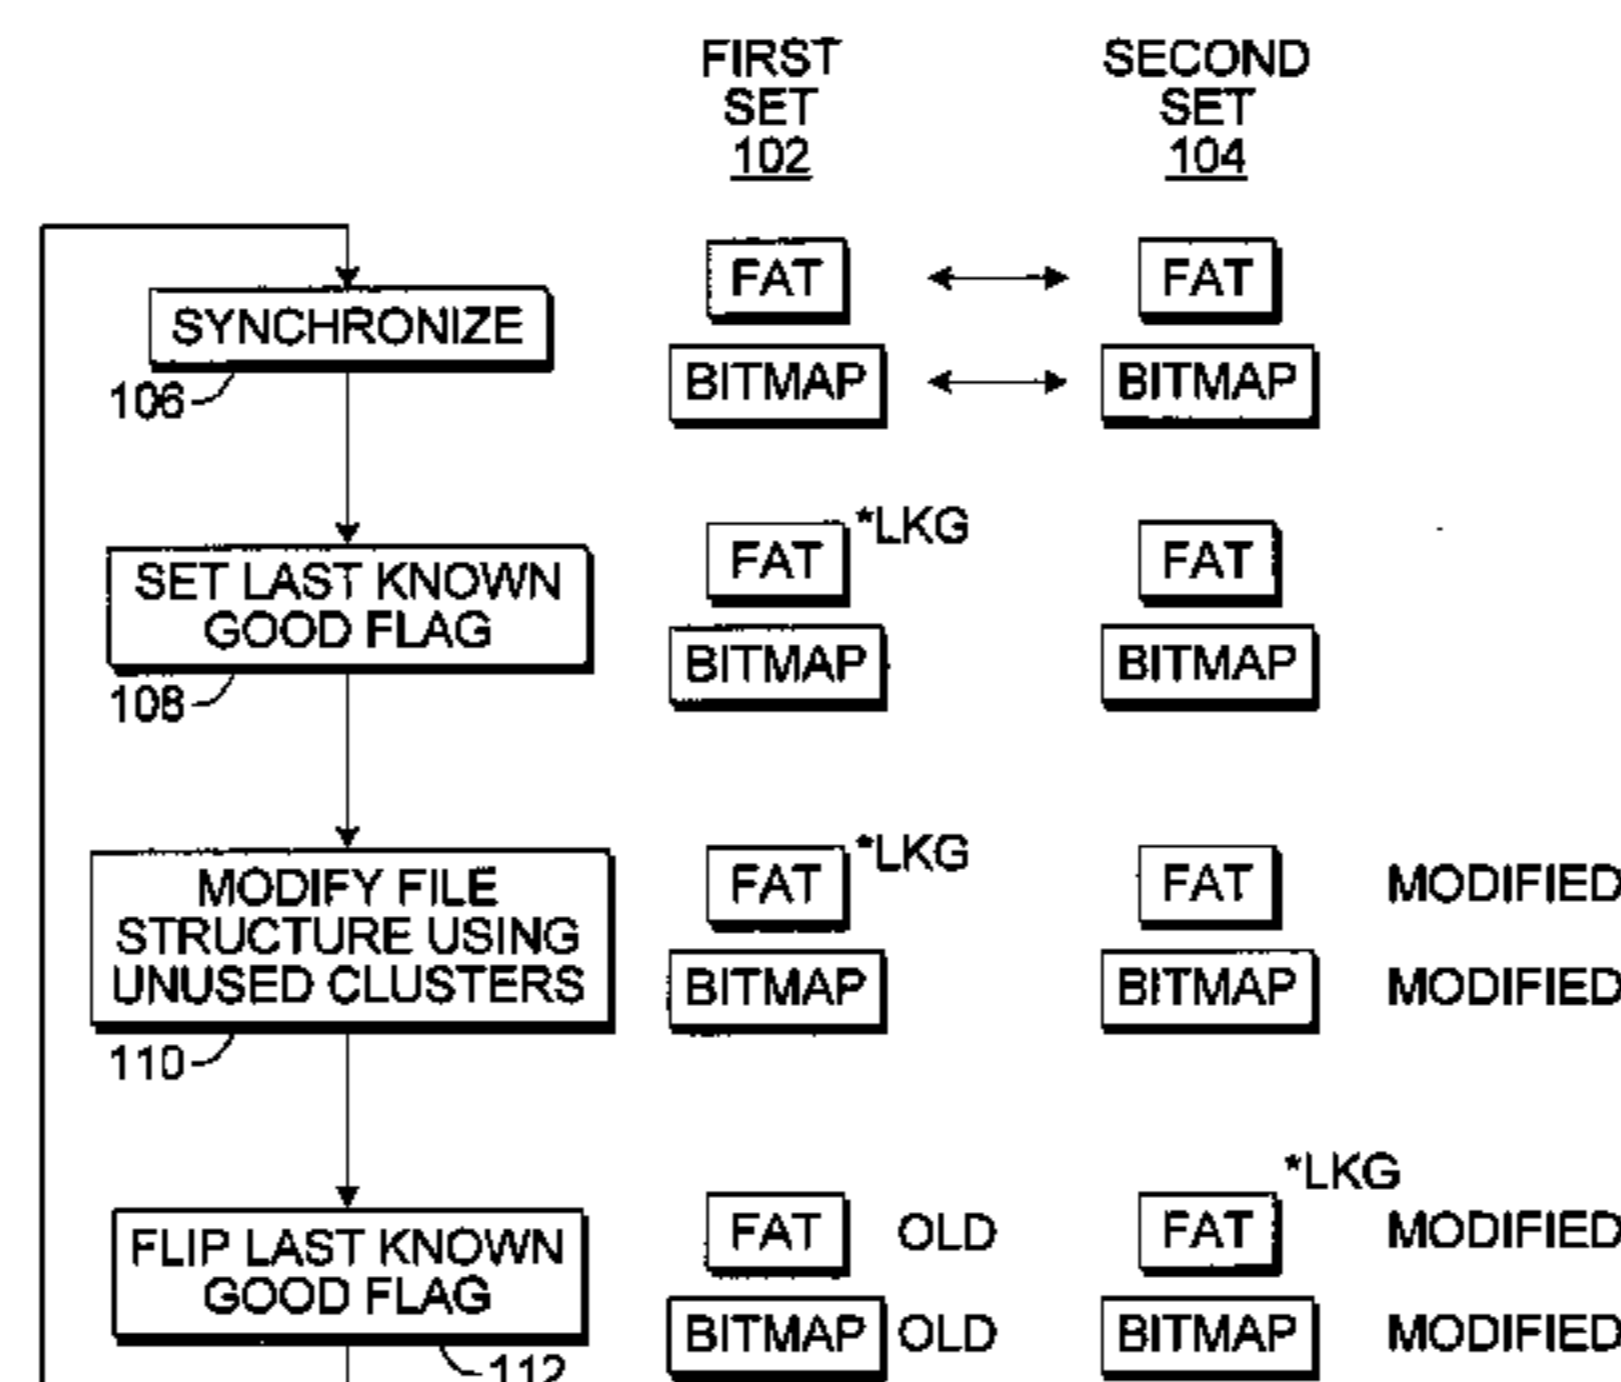 FIRST
SET
102
SECOND
SET
104
SYNCHRONIZE
106
FAT
FAT
BITMAP
BITMAP
SET LAST KNOWN
GOOD FLAG
108
FAT
*LKG
FAT
BITMAP
BITMAP
MODIFY FILE
STRUCTURE USING
UNUSED CLUSTERS
110
FAT
*LKG
FAT
MODIFIED
BITMAP
BITMAP
MODIFIED
FLIP LAST KNOWN
GOOD FLAG
112
FAT
OLD
FAT
*LKG
MODIFIED
BITMAP
OLD
BITMAP
MODIFIED